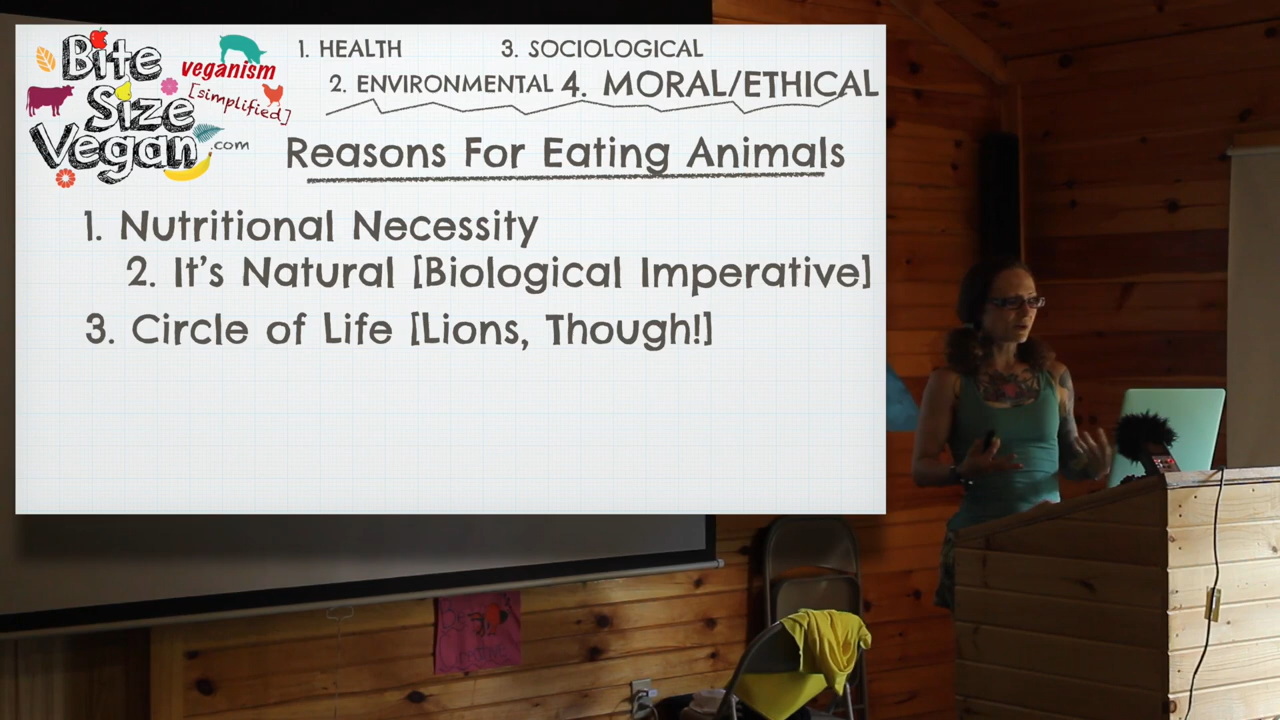 Bite
Size
Vegan
.com
veganism
[simplified]
1. HEALTH
3. SOCIOLOGICAL
2. ENVIRONMENTAL
4. MORAL/ETHICAL
Reasons For Eating Animals
1. Nutritional Necessity
2. It's Natural [Biological Imperative]
3. Circle of Life [Lions, Though!]